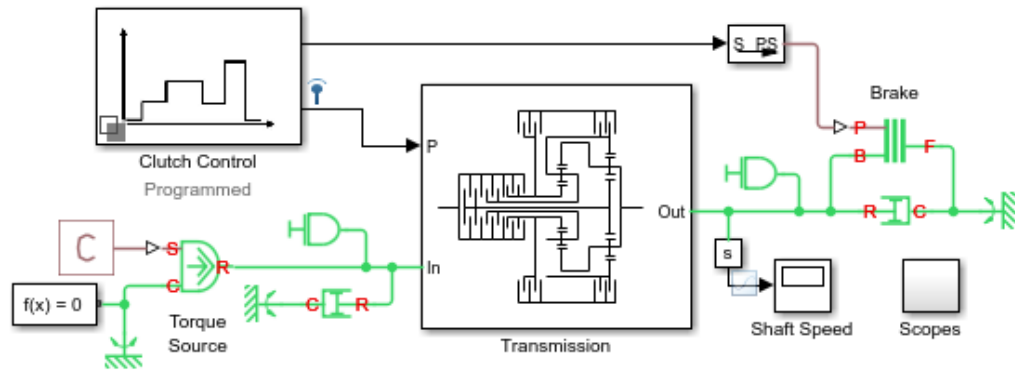 S PS
Brake
P
B
F
Clutch Control
Programmed
P
Out
R
C
C
S
R
In
s
C
C
R
f(x) = 0
Torque
Source
Transmission
Shaft Speed
Scopes